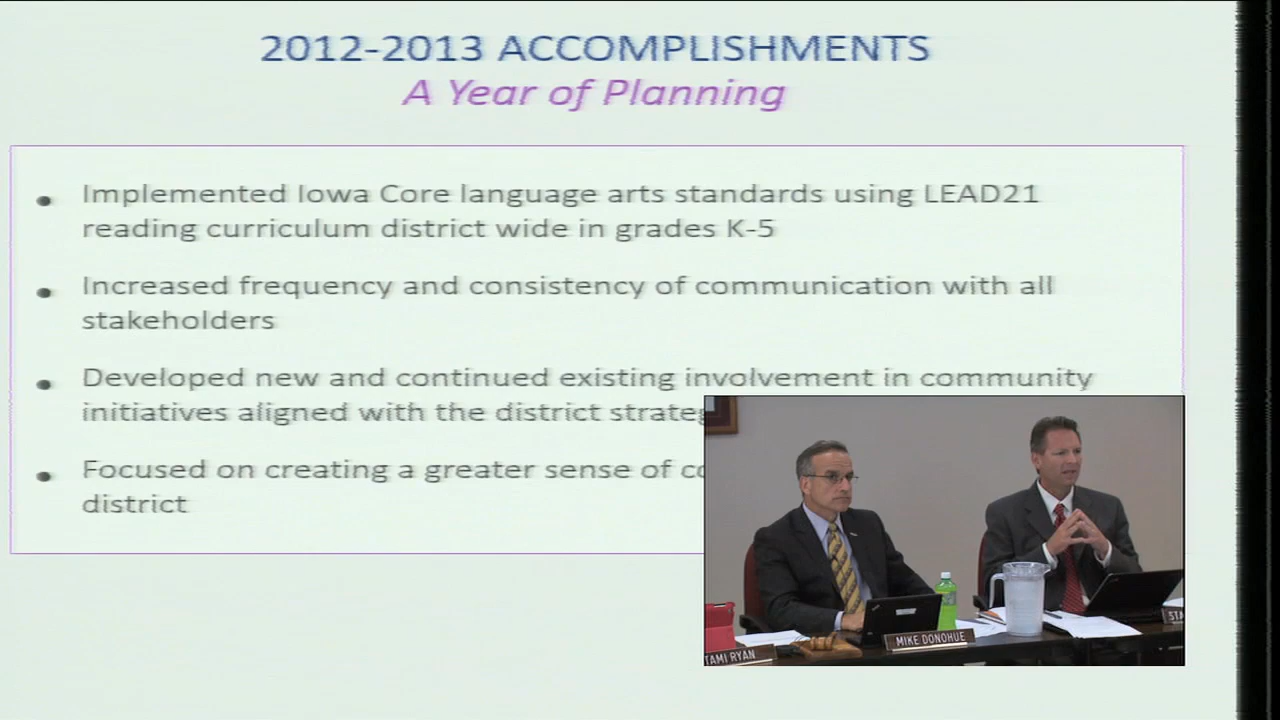 2012-2013 ACCOMPLISHMENTS
A Year of Planning
Implemented Iowa Core language arts standards using LEAD21
reading curriculum district wide in grades K-5
Increased frequency and consistency of communication with all
stakeholders
Developed new and continued existing involvement in community
initiatives aligned with the district
Focused on creating a greater sense of
district
TAMI RYAN
MIKE DONOHUE